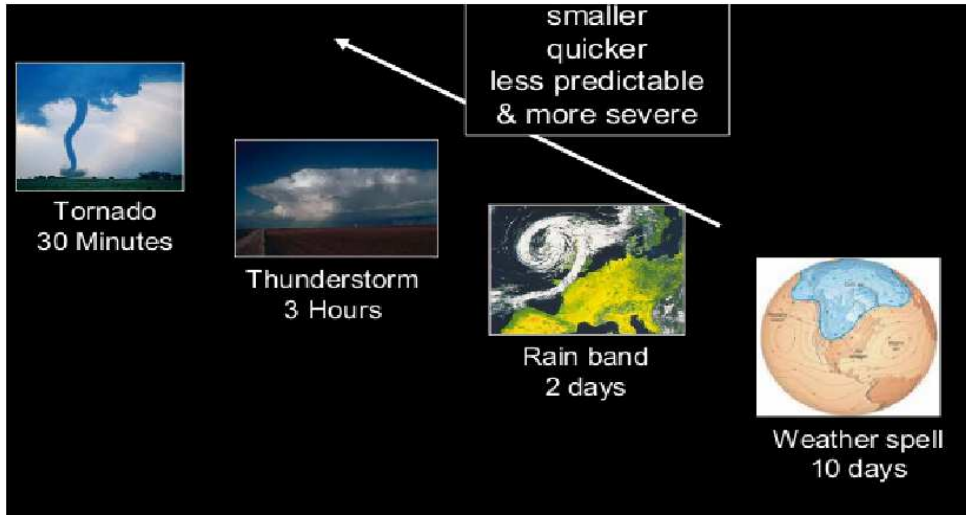 smaller
quicker
less predictable
& more severe
Tornado
30 Minutes
Thunderstorm
3 Hours
Rain band
2 days
Weather spell
10 days